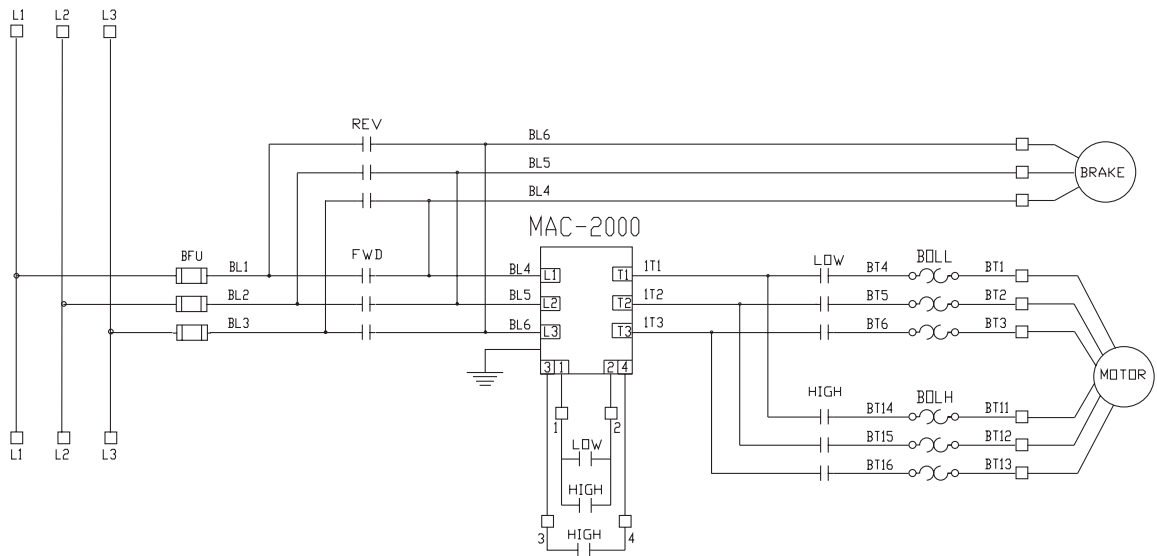 L1 L2 L3
REV
BL6
BL5
BL4
BRAKE
MAC-2000
BFU
FWD
BL1
BL2
BL3
BL4
BL5
BL6
L1
L2
L3
T1
T2
T3
1T1
1T2
1T3
LOW
BOLL
BT4
BT5
BT6
BT1
BT2
BT3
MOTOR
HIGH
BOLH
BT14
BT15
BT16
BT11
BT12
BT13
3 1 2 4
1 2
LOW
HIGH
3 HIGH 4
L1 L2 L3